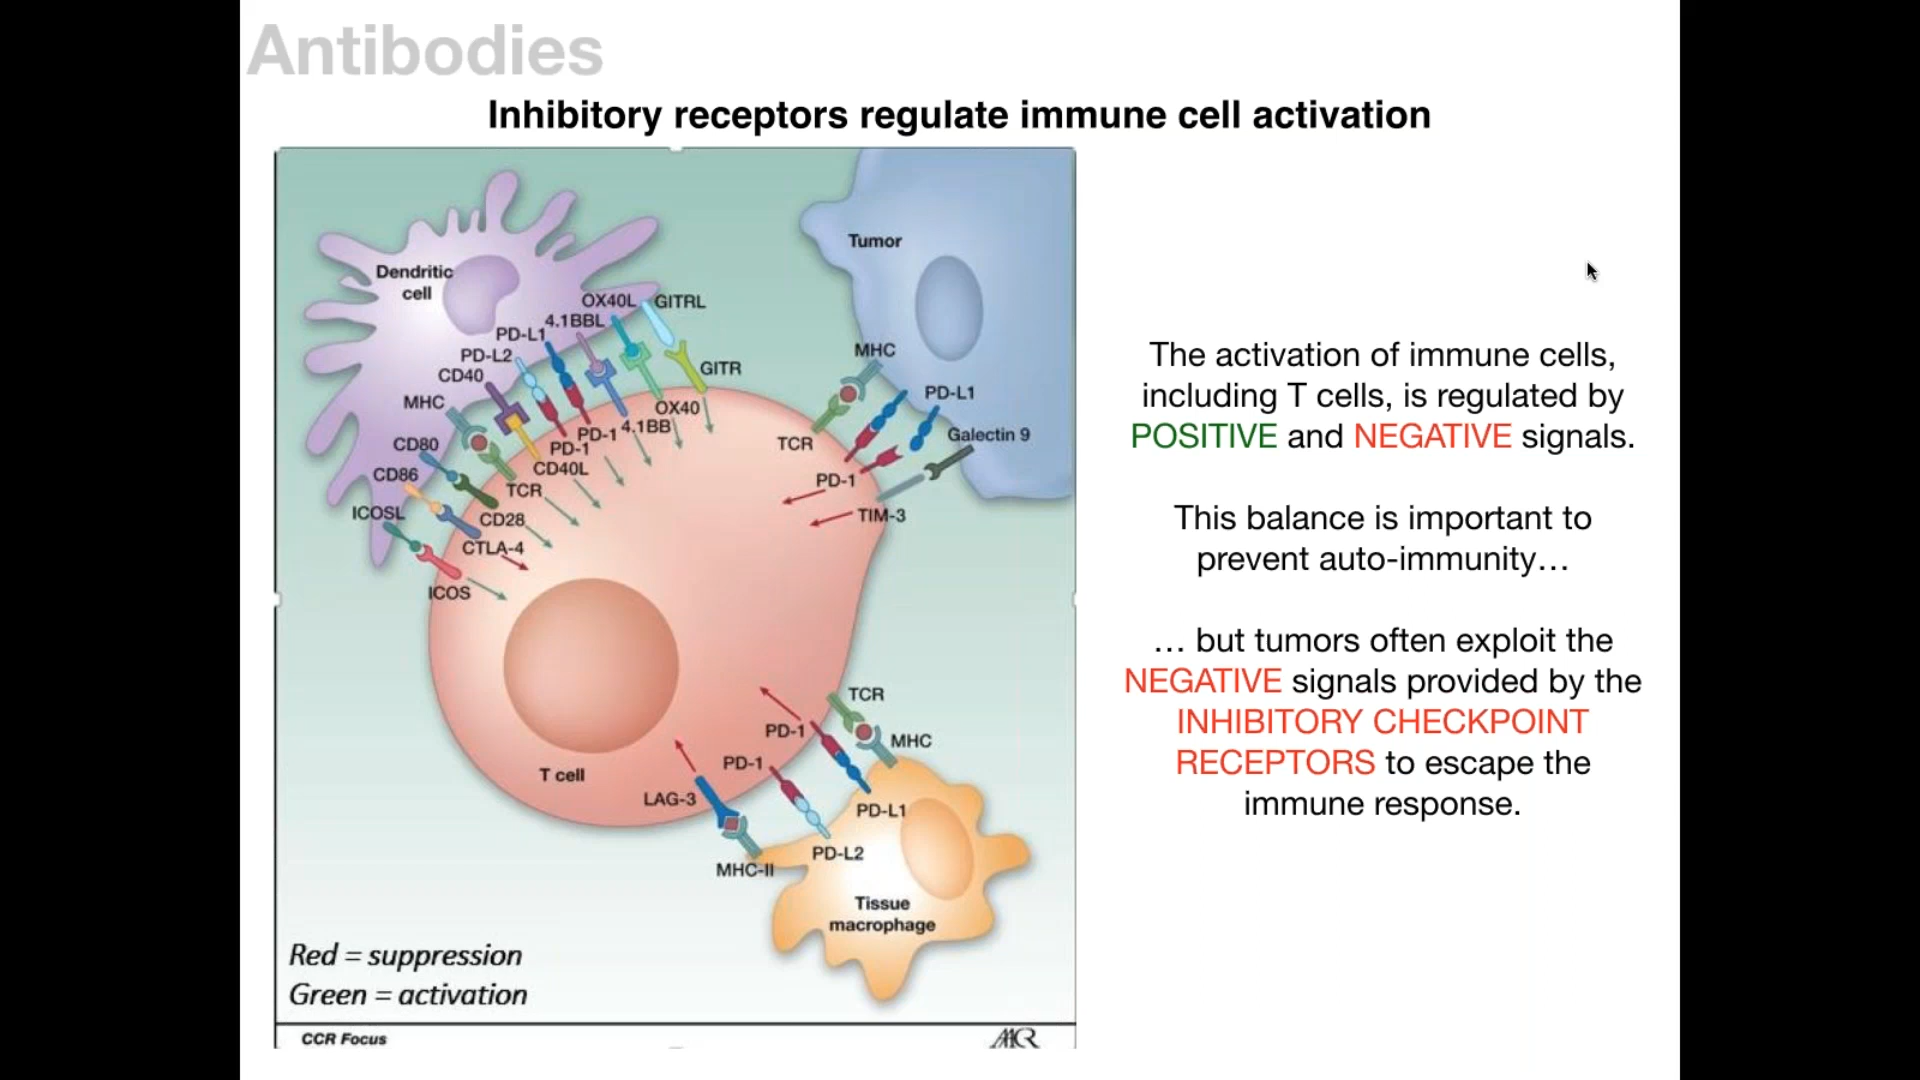 Antibodies
Inhibitory receptors regulate immune cell activation
Dendritic
cell
Tumor
OX40L
GITRL
4.1BBL
PD-L1
PD-L2
CD40
MHC
CD80
CD86
ICOSL
GITR
OX40
4.1BB
PD-1
PD-1
CD40L
TCR
CD28
CTLA-4
ICOS
MHC
PD-L1
Galectin 9
TCR
PD-1
TIM-3
T cell
TCR
PD-1
MHC
PD-1
LAG-3
PD-L1
PD-L2
MHC-II
Tissue
macrophage
Red = suppression
Green = activation
CCR Focus
AACR
The activation of immune cells,
including T cells, is regulated by
POSITIVE and NEGATIVE signals.
This balance is important to
prevent auto-immunity…
… but tumors often exploit the
NEGATIVE signals provided by the
INHIBITORY CHECKPOINT
RECEPTORS to escape the
immune response.